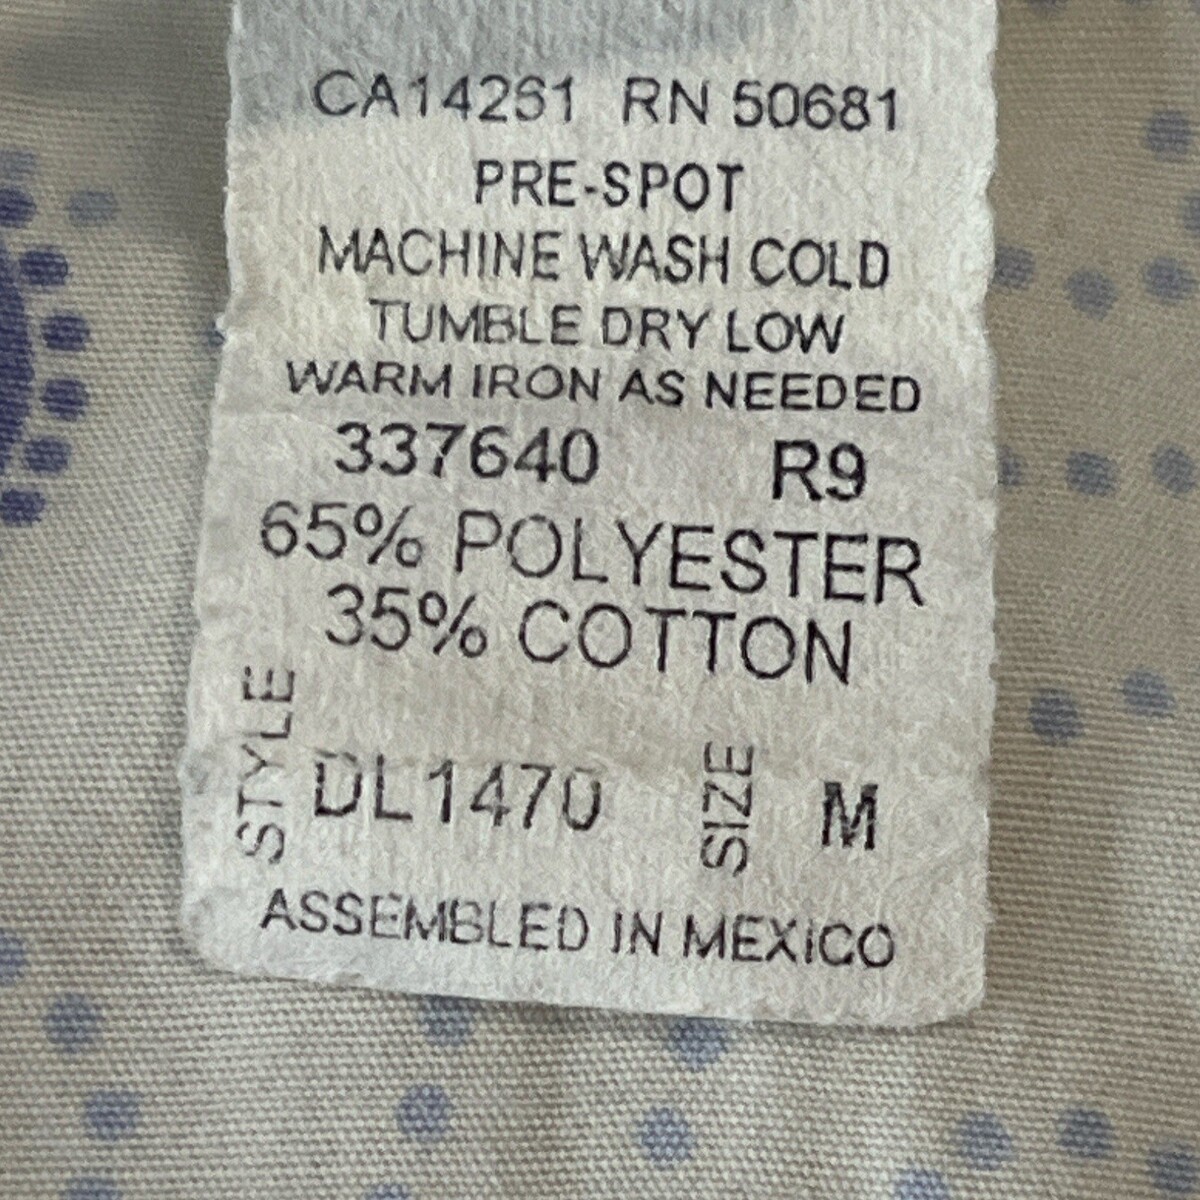 CA14261 RN 50681
PRE-SPOT
MACHINE WASH COLD
TUMBLE DRY LOW
WARM IRON AS NEEDED
337640 R9
65% POLYESTER
35% COTTON
STYLE DL1470 SIZE M
ASSEMBLED IN MEXICO